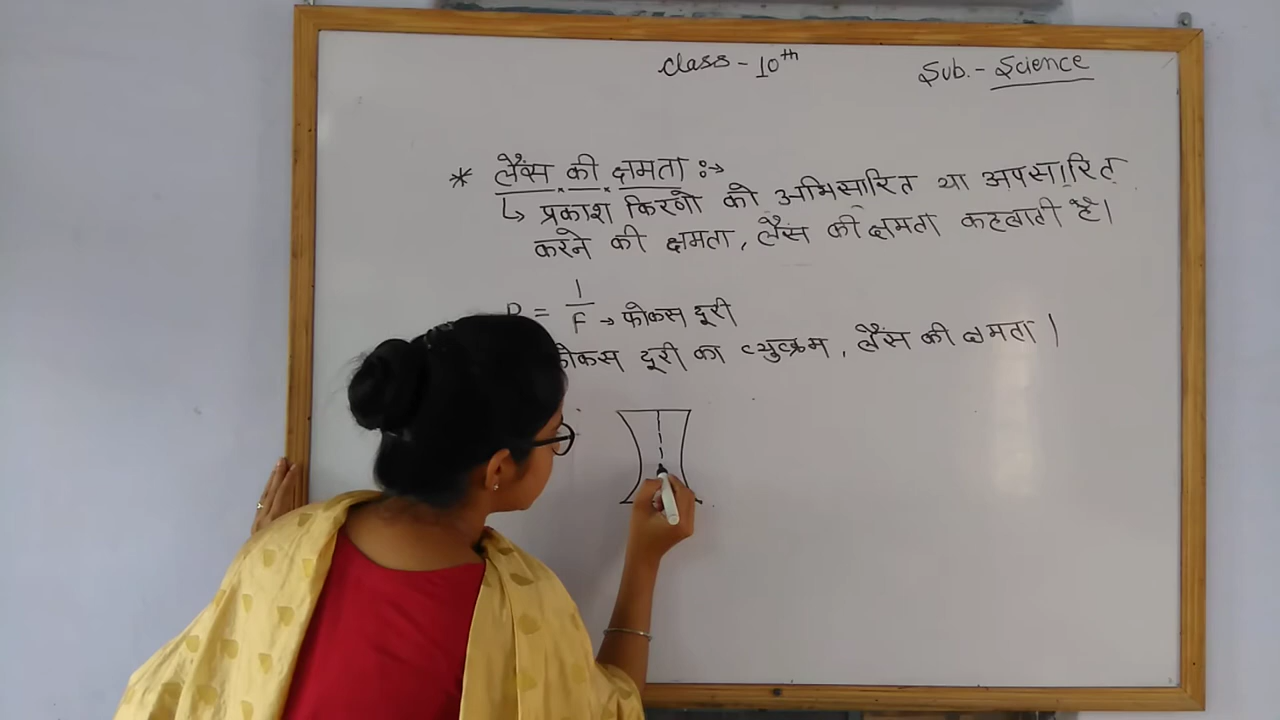 Class - 10th
Sub. - Science
* लैंस की क्षमता :→
↳ प्रकाश किरणो को अभिसारित या अपसारित
करने की क्षमता, लैंस की क्षमता कहलाती है।
P = 1/F → फोकस दूरी
फोकस दूरी का व्युत्क्रम, लैंस की क्षमता।